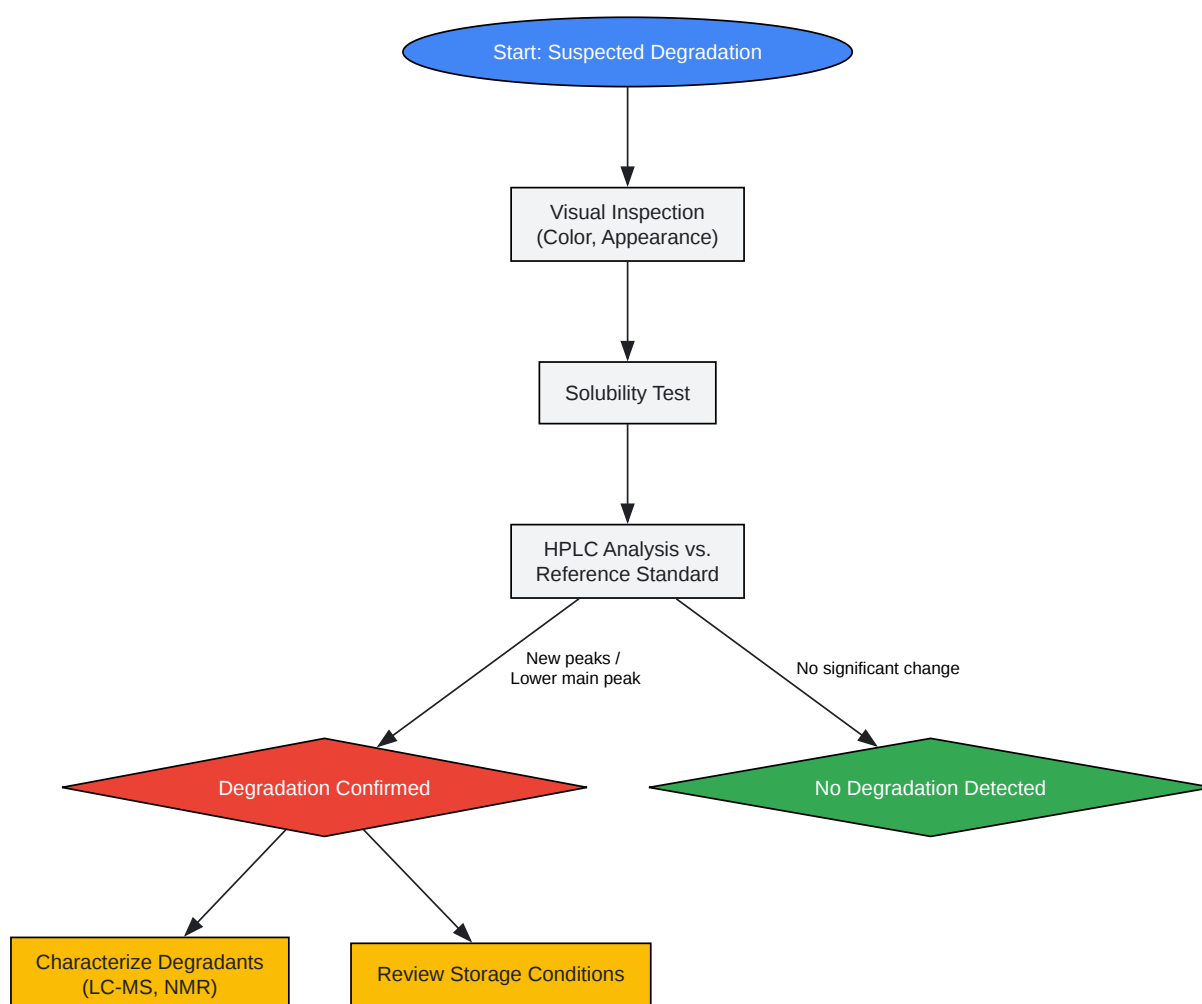 Start: Suspected Degradation
Visual Inspection
(Color, Appearance)
Solubility Test
HPLC Analysis vs.
Reference Standard
New peaks /
Lower main peak
No significant change
Degradation Confirmed
No Degradation Detected
Characterize Degradants
(LC-MS, NMR)
Review Storage Conditions